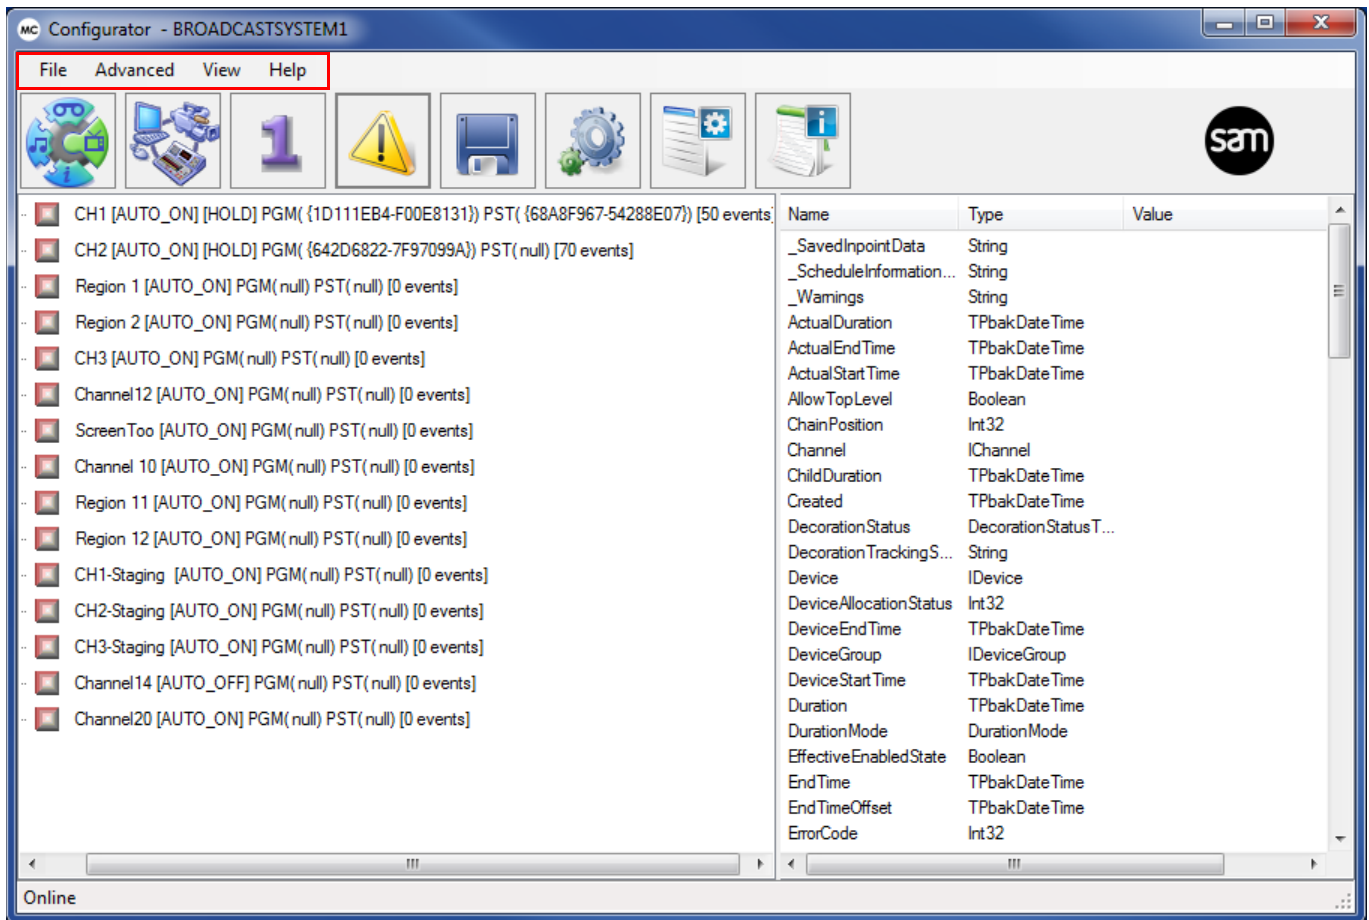 MC Configurator - BROADCASTSYSTEM1
File Advanced View Help
1
sam
CH1 [AUTO_ON] [HOLD] PGM( {1D111EB4-F00E8131}) PST( {68A8F967-54288E07}) [50 events]
CH2 [AUTO_ON] [HOLD] PGM( {642D6822-7F97099A}) PST( null) [70 events]
Region 1 [AUTO_ON] PGM( null) PST( null) [0 events]
Region 2 [AUTO_ON] PGM( null) PST( null) [0 events]
CH3 [AUTO_ON] PGM( null) PST( null) [0 events]
Channel12 [AUTO_ON] PGM( null) PST( null) [0 events]
ScreenToo [AUTO_ON] PGM( null) PST( null) [0 events]
Channel 10 [AUTO_ON] PGM( null) PST( null) [0 events]
Region 11 [AUTO_ON] PGM( null) PST( null) [0 events]
Region 12 [AUTO_ON] PGM( null) PST( null) [0 events]
CH1-Staging [AUTO_ON] PGM( null) PST( null) [0 events]
CH2-Staging [AUTO_ON] PGM( null) PST( null) [0 events]
CH3-Staging [AUTO_ON] PGM( null) PST( null) [0 events]
Channel14 [AUTO_OFF] PGM( null) PST( null) [0 events]
Channel20 [AUTO_ON] PGM( null) PST( null) [0 events]
Name Type Value
_SavedInpointData String
_ScheduleInformation... String
_Warnings String
ActualDuration TPbakDateTime
ActualEndTime TPbakDateTime
ActualStartTime TPbakDateTime
AllowTopLevel Boolean
ChainPosition Int32
Channel IChannel
ChildDuration TPbakDateTime
Created TPbakDateTime
DecorationStatus DecorationStatusT...
DecorationTrackingS... String
Device IDevice
DeviceAllocationStatus Int32
DeviceEndTime TPbakDateTime
DeviceGroup IDeviceGroup
DeviceStartTime TPbakDateTime
Duration TPbakDateTime
DurationMode DurationMode
EffectiveEnabledState Boolean
EndTime TPbakDateTime
EndTimeOffset TPbakDateTime
ErrorCode Int32
Online